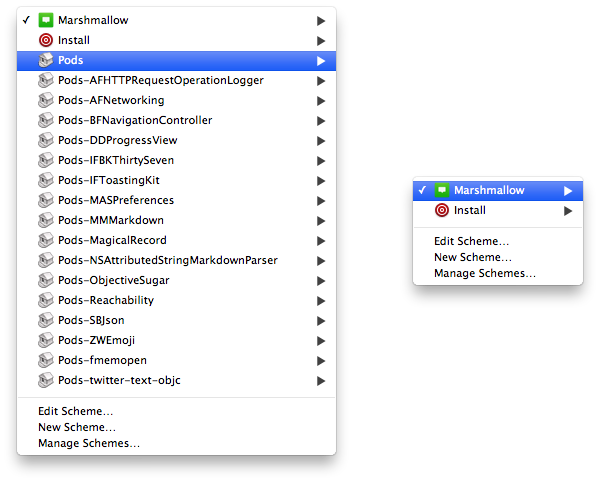 Marshmallow
Install
Pods
Pods-AFHTTPRequestOperationLogger
Pods-AFNetworking
Pods-BFNavigationController
Pods-DDProgressView
Pods-IFBKThirtySeven
Pods-IFToastingKit
Pods-MASPreferences
Pods-MMMarkdown
Pods-MagicalRecord
Pods-NSAttributedStringMarkdownParser
Pods-ObjectiveSugar
Pods-Reachability
Pods-SBJson
Pods-ZWEmoji
Pods-fmemopen
Pods-twitter-text-objc
Edit Scheme...
New Scheme...
Manage Schemes...
Marshmallow
Install
Edit Scheme...
New Scheme...
Manage Schemes...